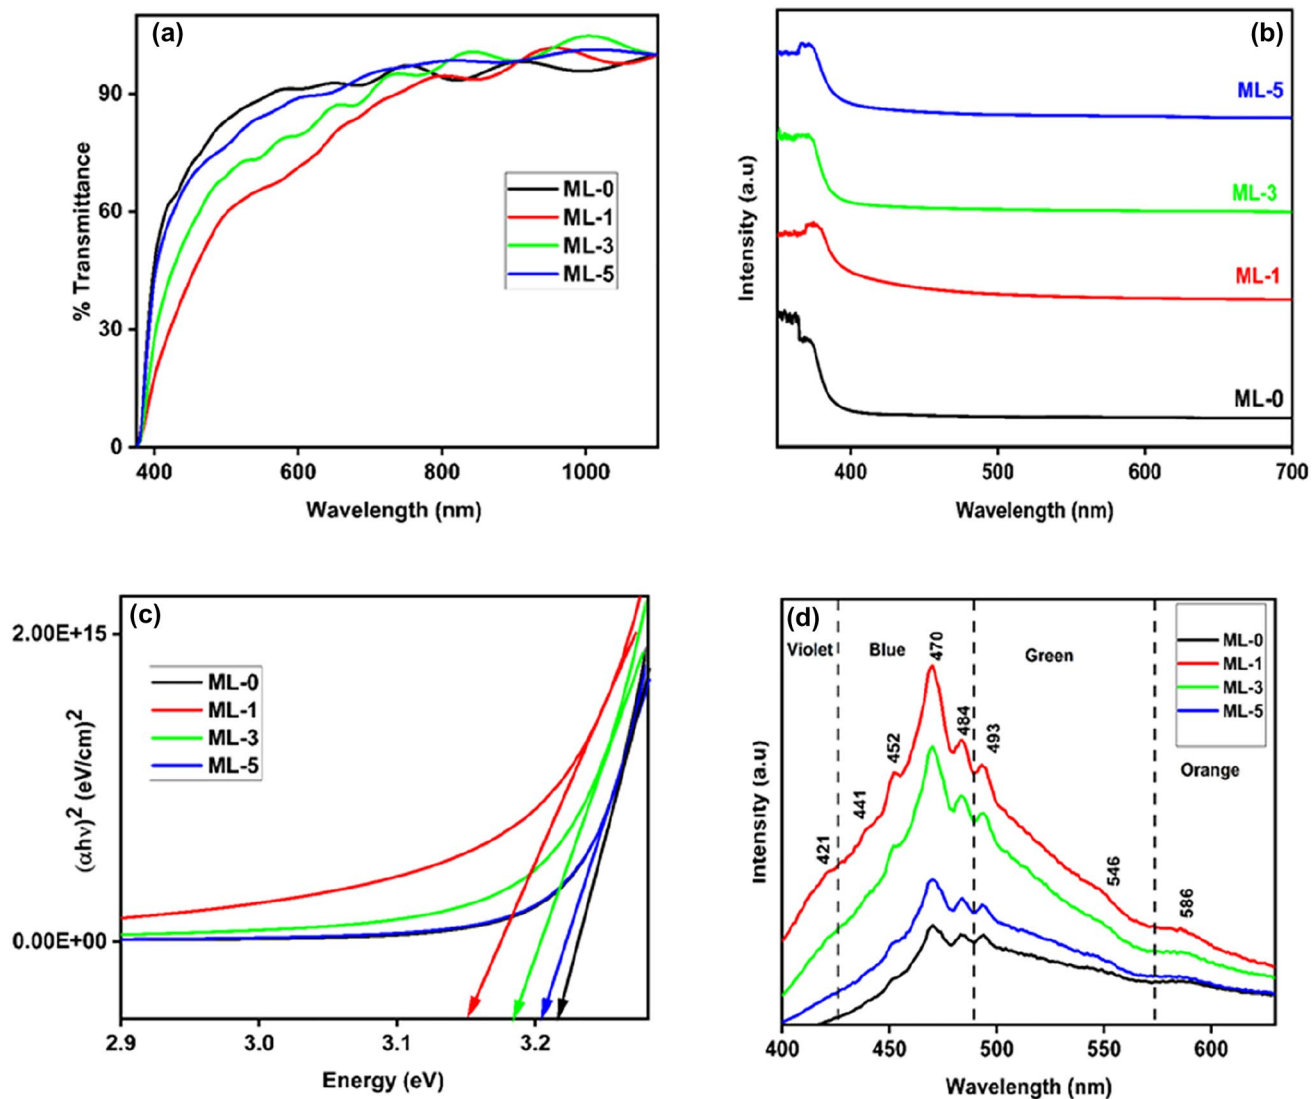 (a)
% Transmittance
90
60
30
0
ML-0
ML-1
ML-3
ML-5
400
600
800
1000
Wavelength (nm)
(b)
Intensity (a.u)
ML-5
ML-3
ML-1
ML-0
400
500
600
700
Wavelength (nm)
(c)
(αhν)² (eV/cm)²
2.00E+15
0.00E+00
ML-0
ML-1
ML-3
ML-5
2.9
3.0
3.1
3.2
Energy (eV)
(d)
Intensity (a.u)
Violet
Blue
Green
Orange
ML-0
ML-1
ML-3
ML-5
421
441
452
470
484
493
546
586
400
450
500
550
600
Wavelength (nm)